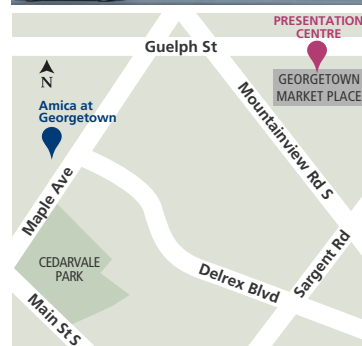 PRESENTATION
CENTRE
Guelph St
GEORGETOWN
MARKET PLACE
N
Amica at
Georgetown
Mountainview Rd S
Maple Ave
Sargent Rd
CEDARVALE
PARK
Delrex Blvd
Main St S